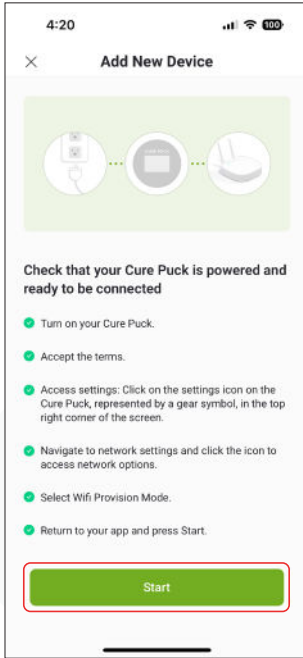 4:20
100
Add New Device
Check that your Cure Puck is powered and
ready to be connected
Turn on your Cure Puck.
Accept the terms.
Access settings: Click on the settings icon on the
Cure Puck, represented by a gear symbol, in the top
right corner of the screen.
Navigate to network settings and click the icon to
access network options.
Select Wifi Provision Mode.
Return to your app and press Start.
Start